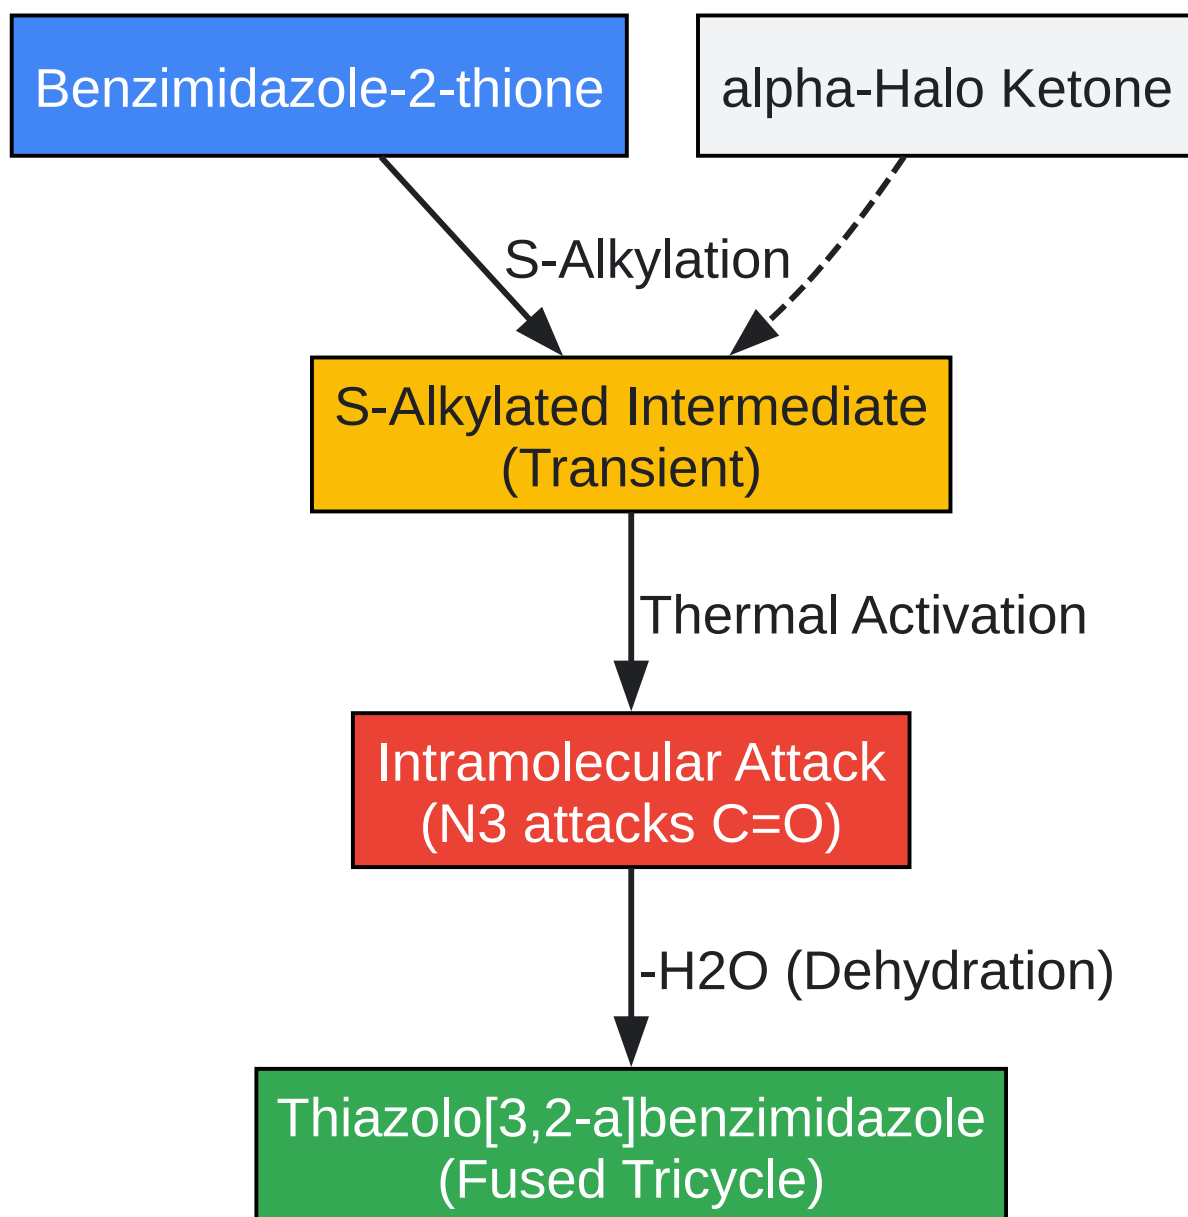 Benzimidazole-2-thione
alpha-Halo Ketone
S-Alkylation
S-Alkylated Intermediate
(Transient)
Thermal Activation
Intramolecular Attack
(N3 attacks C=O)
-H2O (Dehydration)
Thiazolo[3,2-a]benzimidazole
(Fused Tricycle)